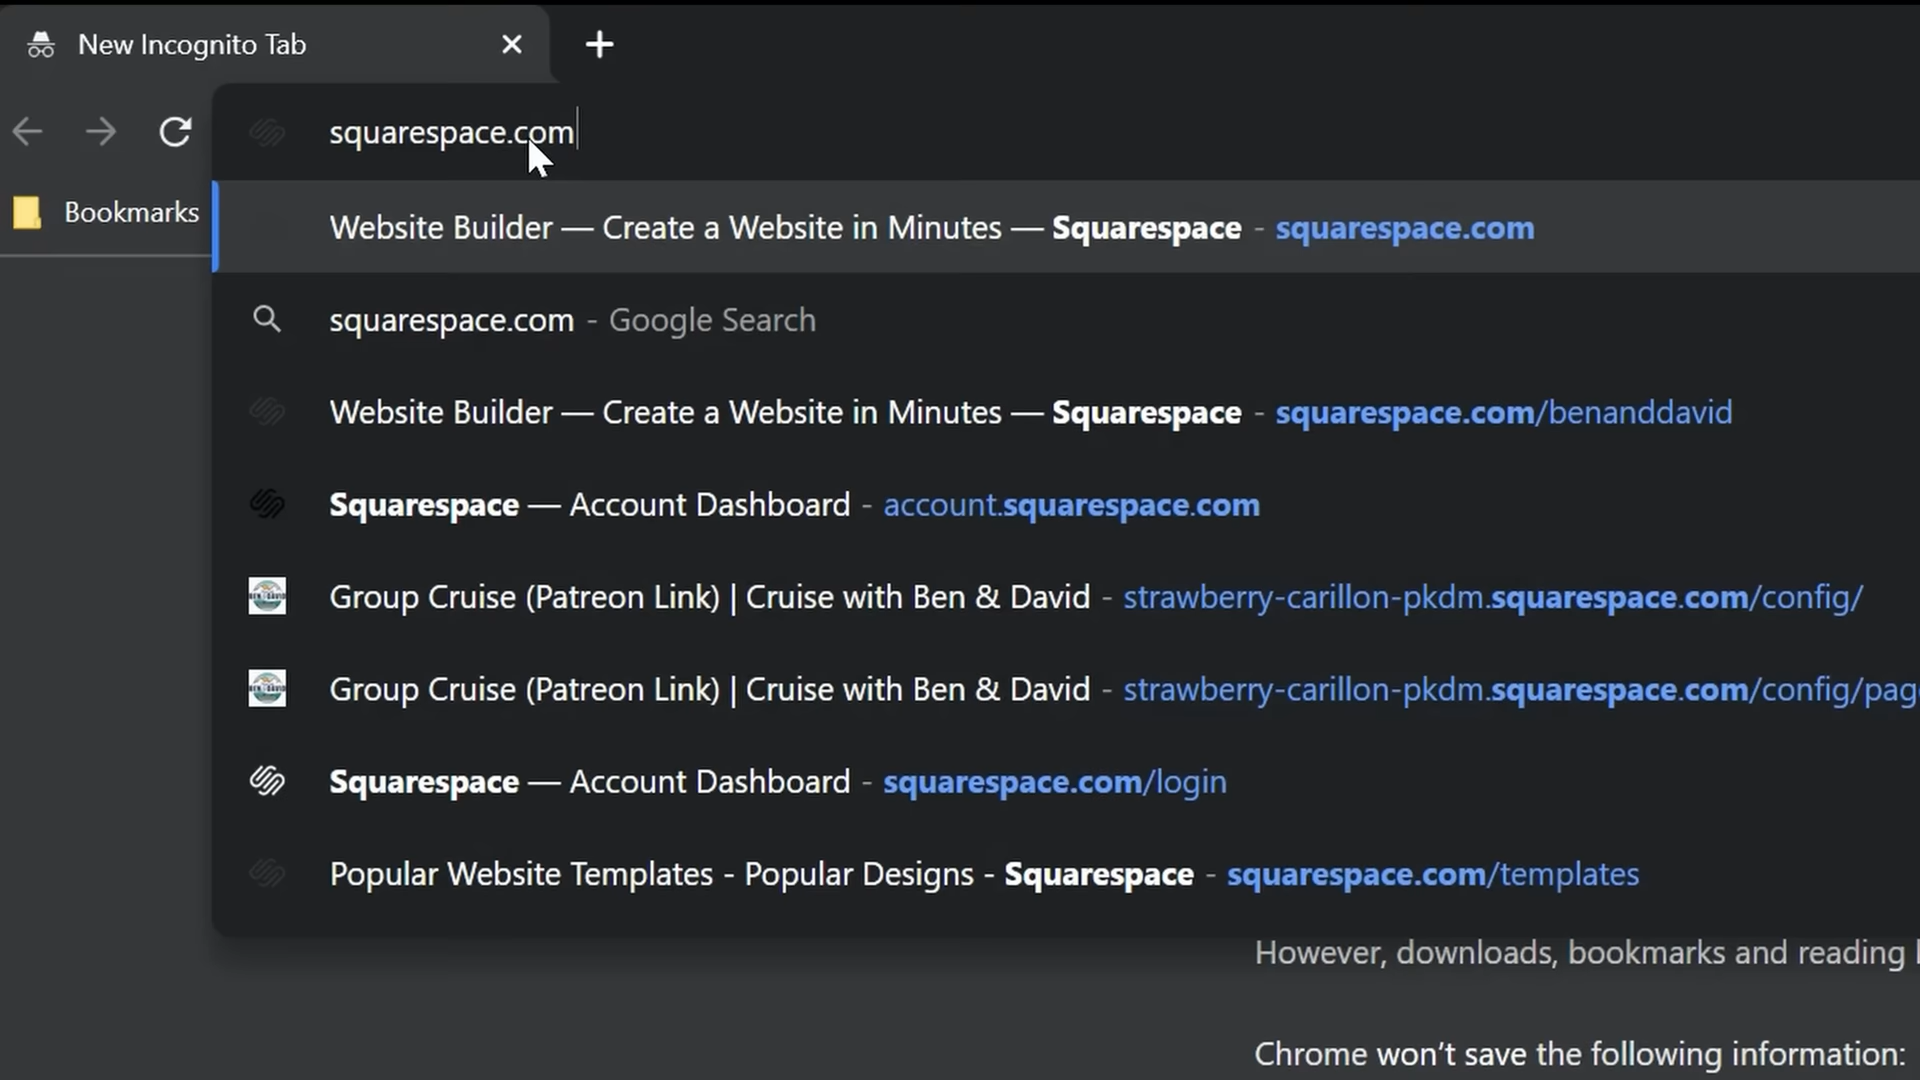 New Incognito Tab
squarespace.com
Bookmarks
Website Builder — Create a Website in Minutes — Squarespace - squarespace.com
squarespace.com - Google Search
Website Builder — Create a Website in Minutes — Squarespace - squarespace.com/benanddavid
Squarespace — Account Dashboard - account.squarespace.com
Group Cruise (Patreon Link) | Cruise with Ben & David - strawberry-carillon-pkdm.squarespace.com/config/
Group Cruise (Patreon Link) | Cruise with Ben & David - strawberry-carillon-pkdm.squarespace.com/config/pag
Squarespace — Account Dashboard - squarespace.com/login
Popular Website Templates - Popular Designs - Squarespace - squarespace.com/templates
However, downloads, bookmarks and reading
Chrome won't save the following information: